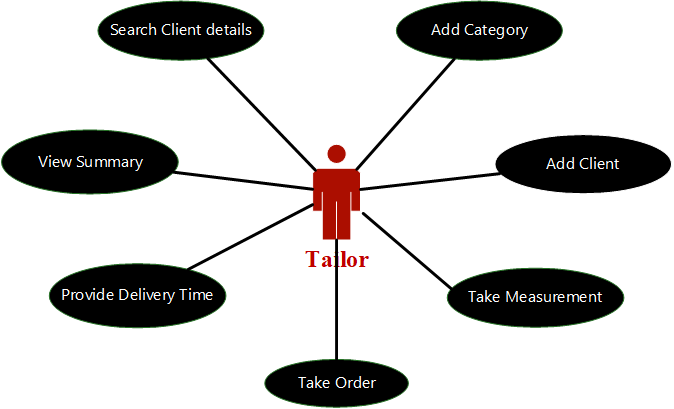 Search Client details
Add Category
View Summary
Add Client
Tailor
Provide Delivery Time
Take Measurement
Take Order